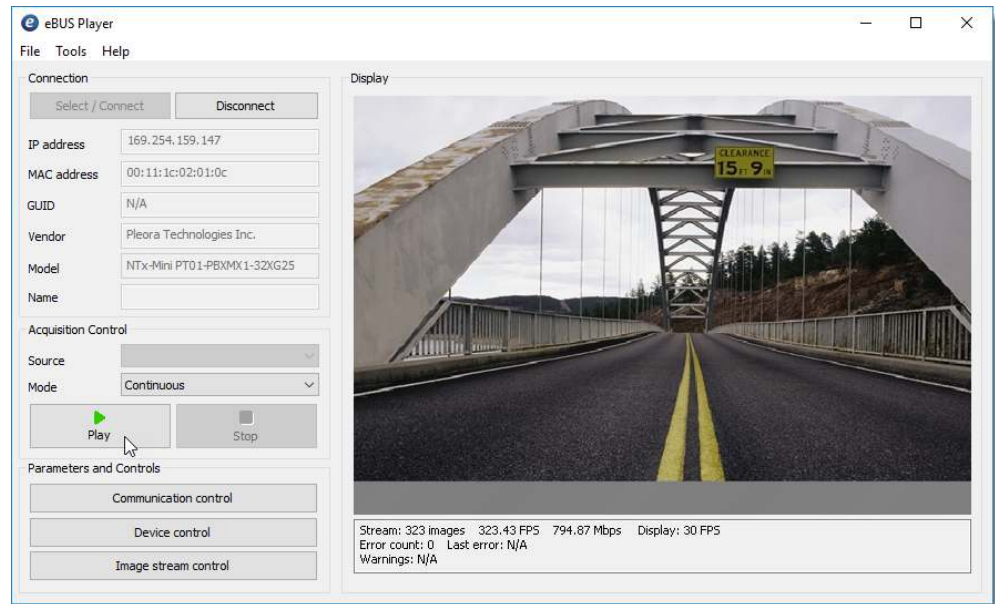 eBUS Player
File Tools Help
Connection
Select / Connect Disconnect
IP address 169.254.159.147
MAC address 00:11:1c:02:01:0c
GUID N/A
Vendor Pleora Technologies Inc.
Model NTx-Mini PT01-PBXMX1-32XG25
Name
Acquisition Control
Source
Mode Continuous
Play Stop
Parameters and Controls
Communication control
Device control
Image stream control
Display
CLEARANCE
15 FT 9 IN
Stream: 323 images 323.43 FPS 794.87 Mbps Display: 30 FPS
Error count: 0 Last error: N/A
Warnings: N/A